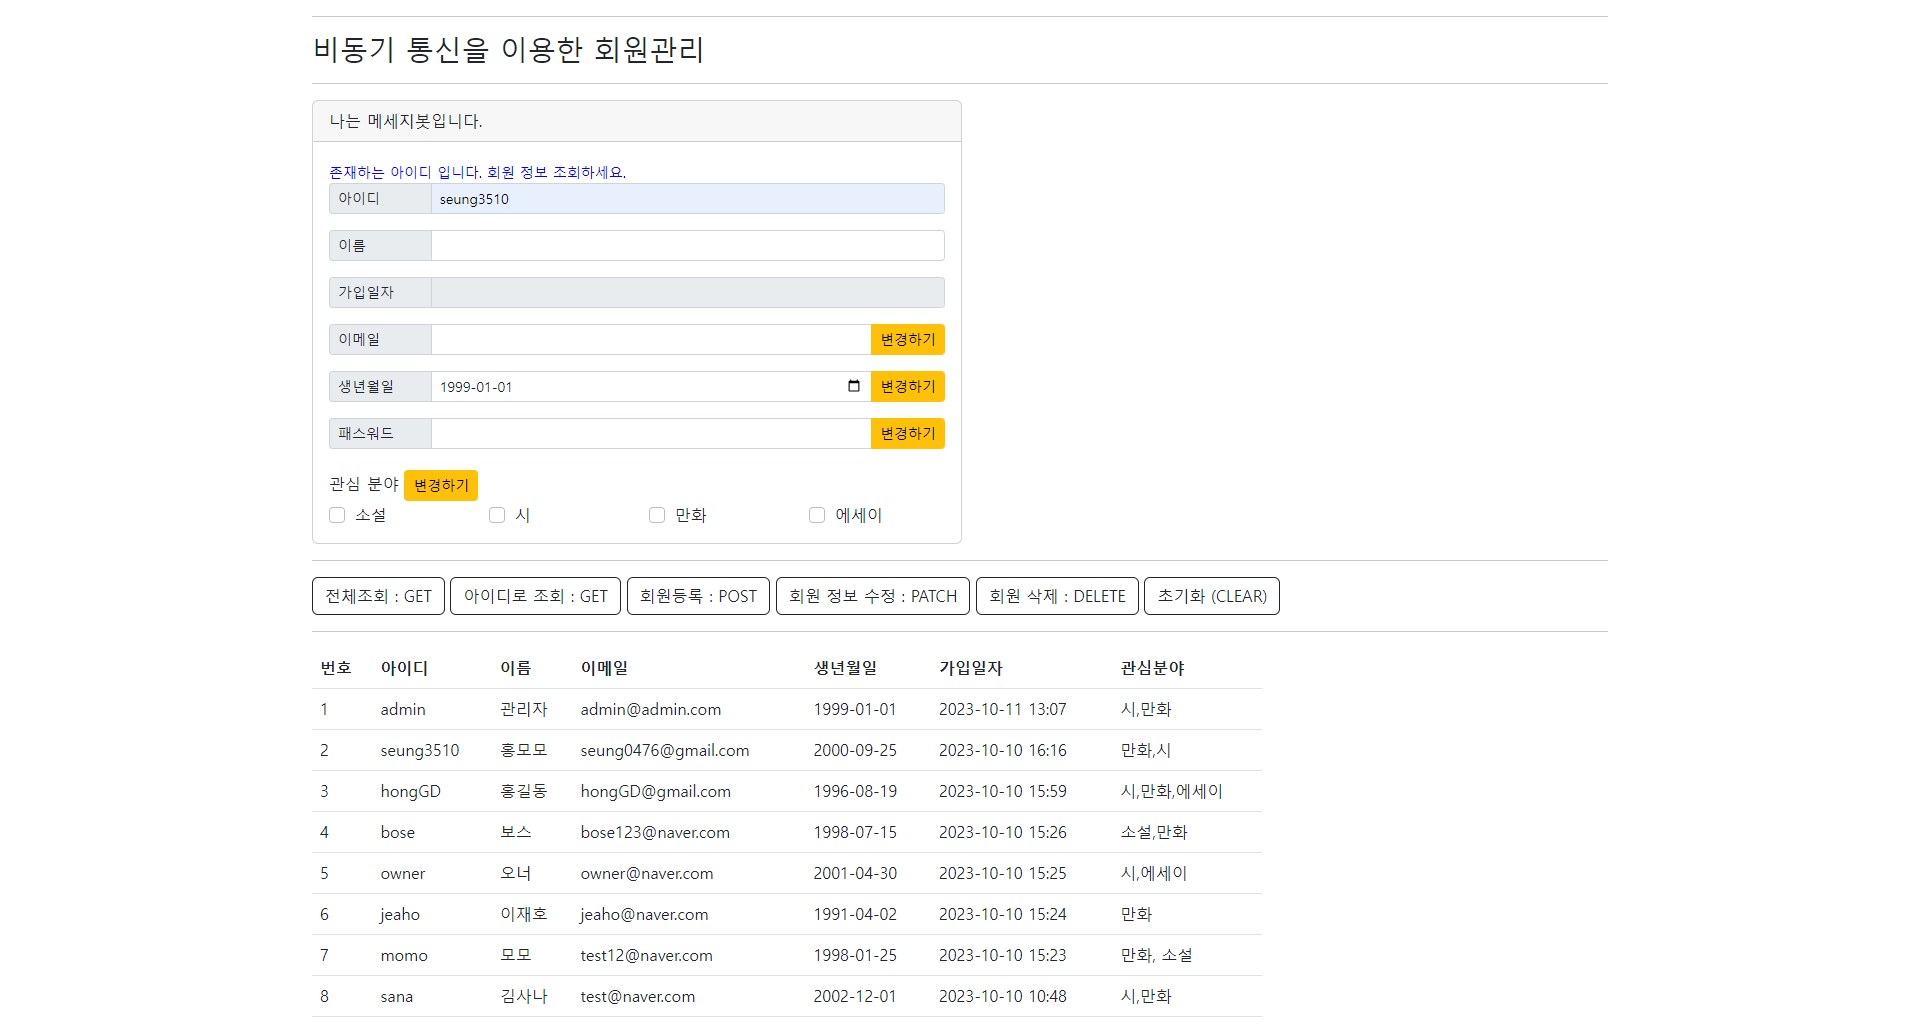 비동기 통신을 이용한 회원관리
나는 메세지봇입니다.
존재하는 아이디 입니다. 회원 정보 조회하세요.
아이디 seung3510
이름
가입일자
이메일 변경하기
생년월일 1999-01-01 변경하기
패스워드 변경하기
관심 분야 변경하기
소설 시 만화 에세이
전체조회 : GET 아이디로 조회 : GET 회원등록 : POST 회원 정보 수정 : PATCH 회원 삭제 : DELETE 초기화 (CLEAR)
번호 아이디 이름 이메일 생년월일 가입일자 관심분야
1 admin 관리자 admin@admin.com 1999-01-01 2023-10-11 13:07 시,만화
2 seung3510 홍모모 seung0476@gmail.com 2000-09-25 2023-10-10 16:16 만화,시
3 hongGD 홍길동 hongGD@gmail.com 1996-08-19 2023-10-10 15:59 시,만화,에세이
4 bose 보스 bose123@naver.com 1998-07-15 2023-10-10 15:26 소설,만화
5 owner 오너 owner@naver.com 2001-04-30 2023-10-10 15:25 시,에세이
6 jeaho 이재호 jeaho@naver.com 1991-04-02 2023-10-10 15:24 만화
7 momo 모모 test12@naver.com 1998-01-25 2023-10-10 15:23 만화, 소설
8 sana 김사나 test@naver.com 2002-12-01 2023-10-10 10:48 시,만화